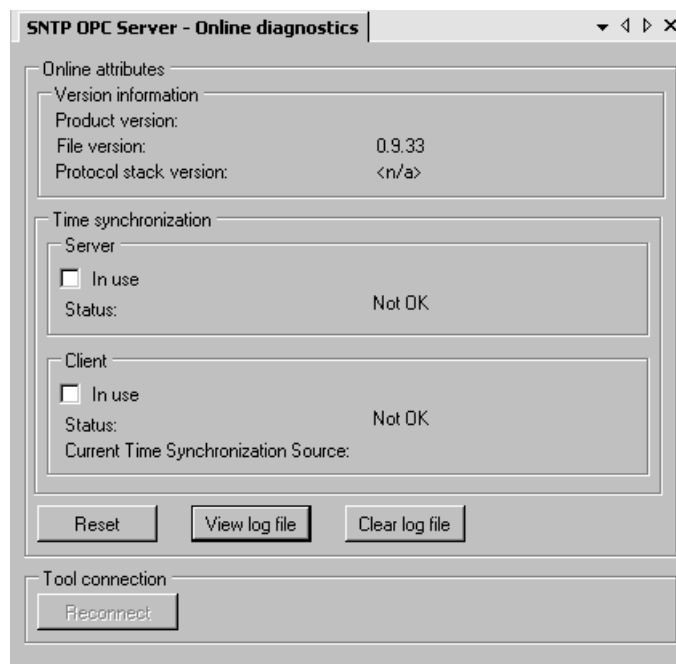 SNTP OPC Server - Online diagnostics
Online attributes
Version information
Product version:
File version: 0.9.33
Protocol stack version: <n/a>
Time synchronization
Server
In use
Status: Not OK
Client
In use
Status: Not OK
Current Time Synchronization Source:
Reset View log file Clear log file
Tool connection
Reconnect